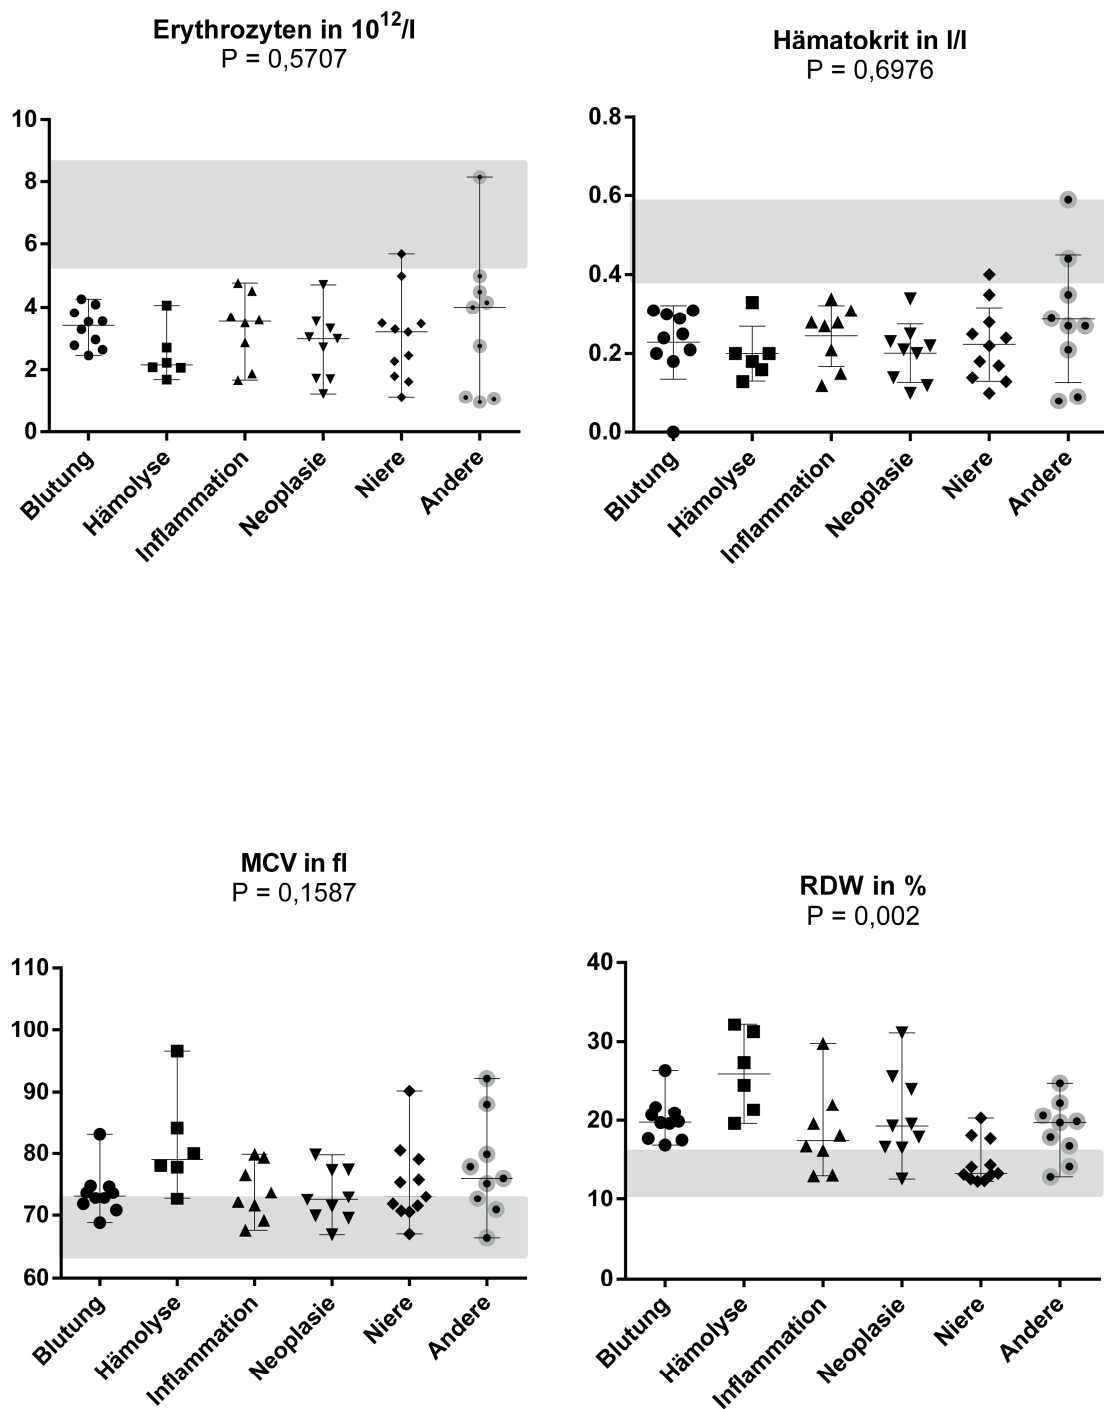 Erythrozyten in 10¹²/l
P = 0,5707
10
8
6
4
2
0
Blutung
Hämolyse
Inflammation
Neoplasie
Niere
Andere
Hämatokrit in l/l
P = 0,6976
0.8
0.6
0.4
0.2
0.0
Blutung
Hämolyse
Inflammation
Neoplasie
Niere
Andere
MCV in fl
P = 0,1587
110
100
90
80
70
60
Blutung
Hämolyse
Inflammation
Neoplasie
Niere
Andere
RDW in %
P = 0,002
40
30
20
10
0
Blutung
Hämolyse
Inflammation
Neoplasie
Niere
Andere